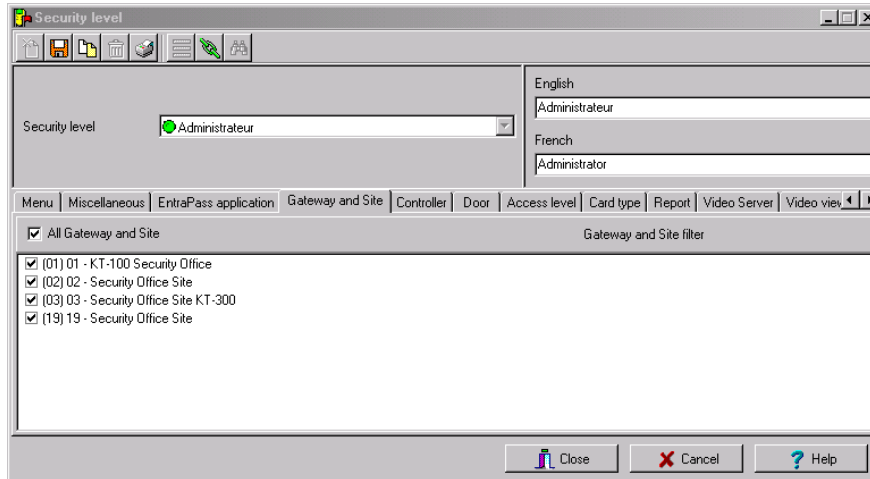 Security level
English
Administrateur
Security level
Administrateur
French
Administrator
Menu Miscellaneous EntraPass application Gateway and Site Controller Door Access level Card type Report Video Server Video view
All Gateway and Site
Gateway and Site filter
(01) 01 - KT-100 Security Office
(02) 02 - Security Office Site
(03) 03 - Security Office Site KT-300
(19) 19 - Security Office Site
Close Cancel Help